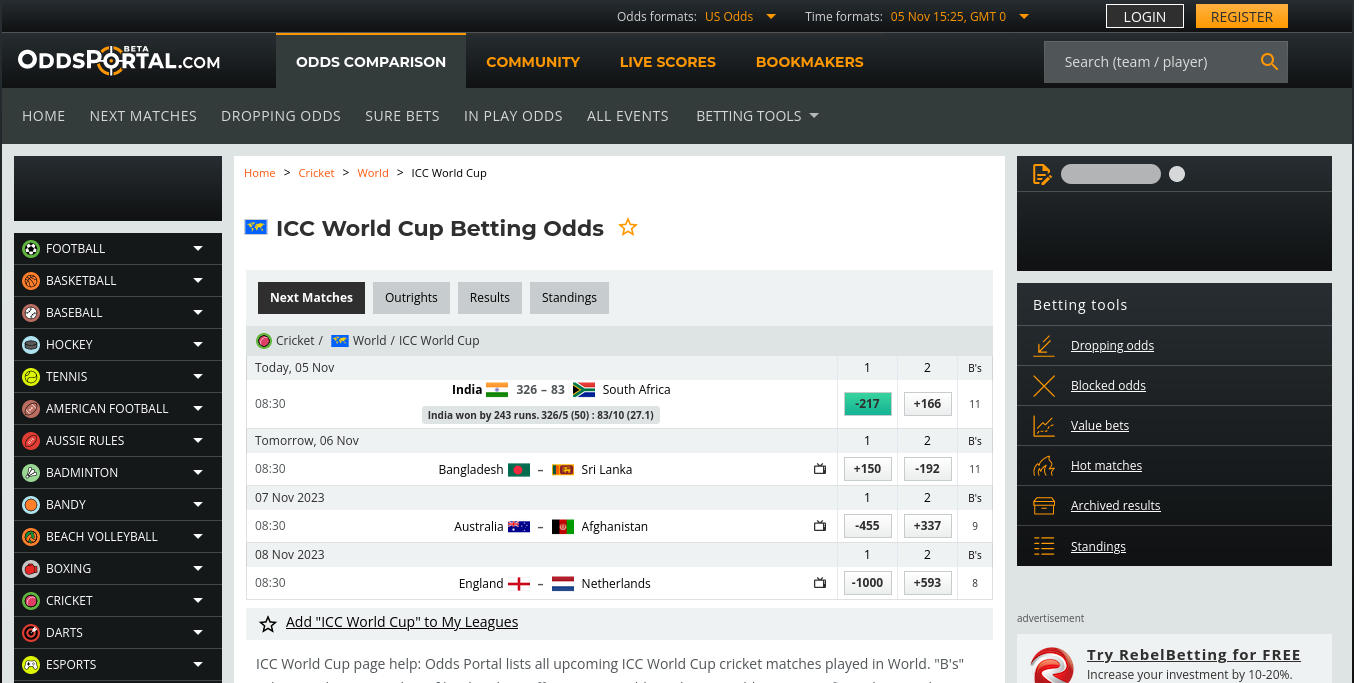 Odds formats: US Odds Time formats: 05 Nov 15:25, GMT 0 LOGIN REGISTER
ODDSPORTAL.COM BETA ODDS COMPARISON COMMUNITY LIVE SCORES BOOKMAKERS Search (team / player)
HOME NEXT MATCHES DROPPING ODDS SURE BETS IN PLAY ODDS ALL EVENTS BETTING TOOLS
FOOTBALL
BASKETBALL
BASEBALL
HOCKEY
TENNIS
AMERICAN FOOTBALL
AUSSIE RULES
BADMINTON
BANDY
BEACH VOLLEYBALL
BOXING
CRICKET
DARTS
ESPORTS
Home > Cricket > World > ICC World Cup
ICC World Cup Betting Odds
Next Matches Outrights Results Standings
Cricket / World / ICC World Cup
Today, 05 Nov 1 2 B's
India 326 – 83 South Africa
08:30 -217 +166 11
India won by 243 runs. 326/5 (50) : 83/10 (27.1)
Tomorrow, 06 Nov 1 2 B's
08:30 Bangladesh – Sri Lanka +150 -192 11
07 Nov 2023 1 2 B's
08:30 Australia – Afghanistan -455 +337 9
08 Nov 2023 1 2 B's
08:30 England – Netherlands -1000 +593 8
Add "ICC World Cup" to My Leagues
ICC World Cup page help: Odds Portal lists all upcoming ICC World Cup cricket matches played in World. "B's"
Betting tools
Dropping odds
Blocked odds
Value bets
Hot matches
Archived results
Standings
advertisement
Try RebelBetting for FREE
Increase your investment by 10-20%.